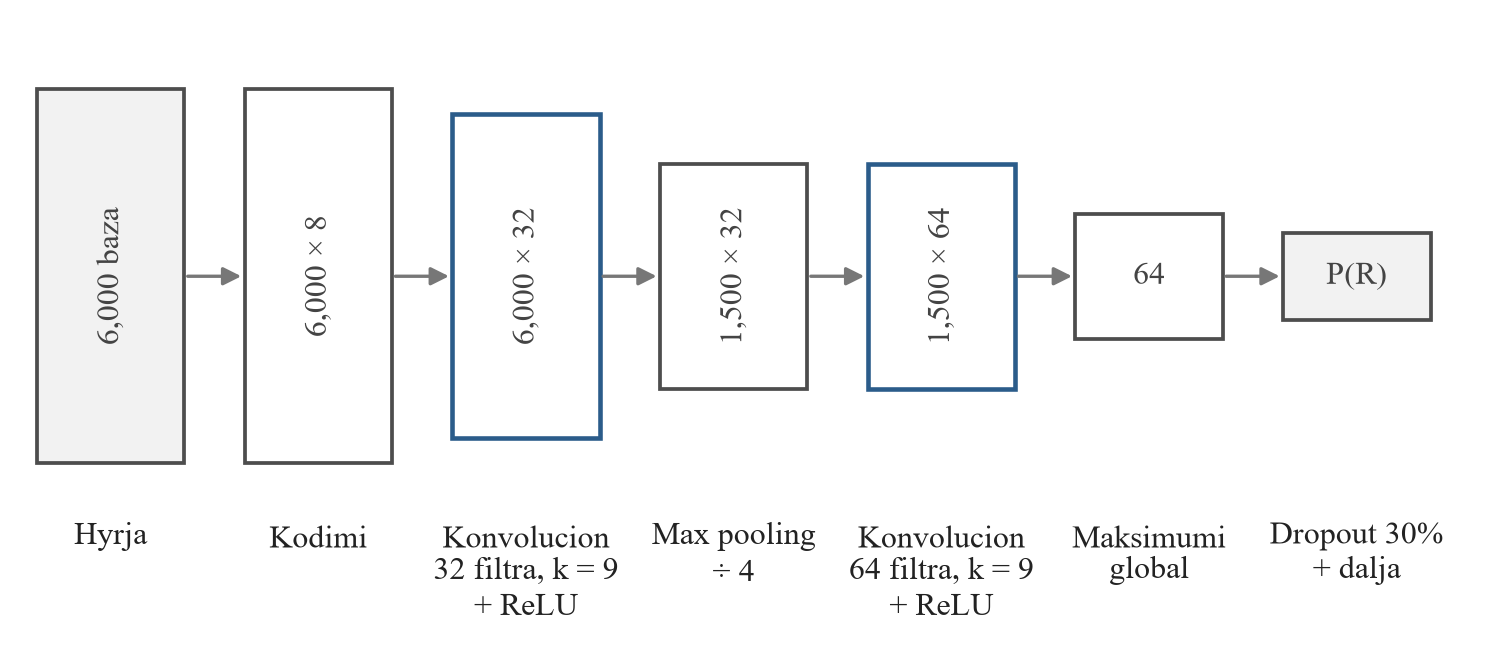 6,000 baza
6,000 × 8
6,000 × 32
1,500 × 32
1,500 × 64
64
P(R)
Hyrja
Kodimi
Konvolucion
32 filtra, k = 9
+ ReLU
Max pooling
÷ 4
Konvolucion
64 filtra, k = 9
+ ReLU
Maksimumi
global
Dropout 30%
+ dalja